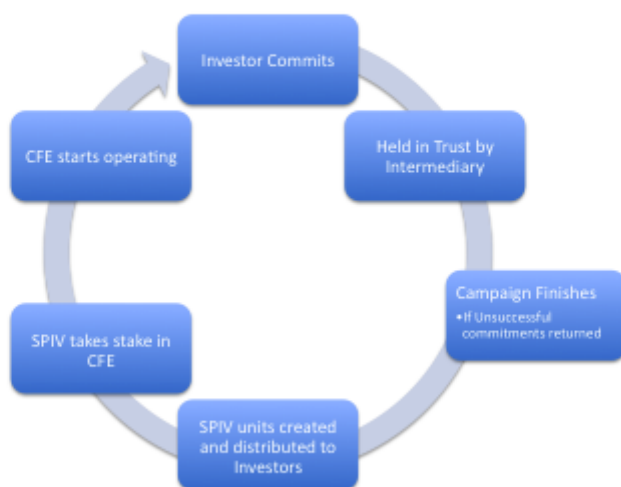 Investor Commits
Held in Trust by
Intermediary
Campaign Finishes
•If Unsuccessful
commitments returned
SPIV units created
and distributed to
Investors
SPIV takes stake in
CFE
CFE starts operating